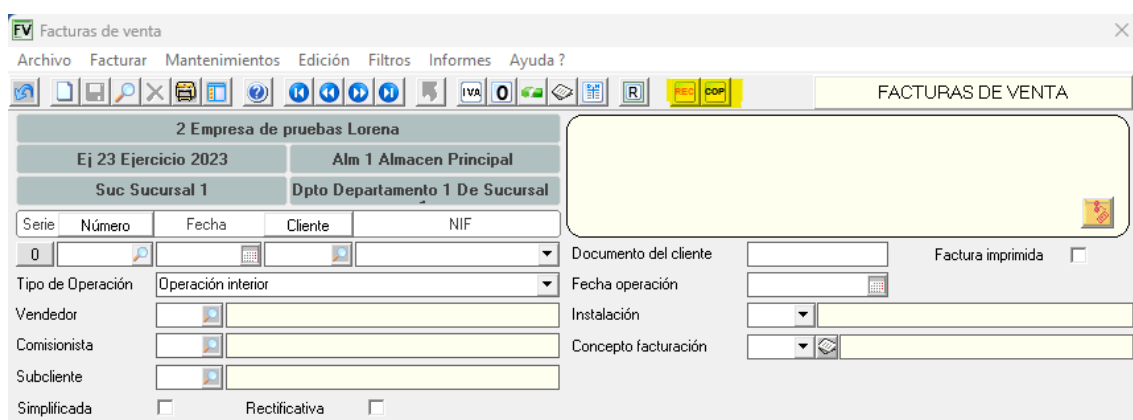 FV Facturas de venta
Archivo Facturar Mantenimientos Edición Filtros Informes Ayuda ?
IVA 0 R REC COP FACTURAS DE VENTA
2 Empresa de pruebas Lorena
Ej 23 Ejercicio 2023 Alm 1 Almacen Principal
Suc Sucursal 1 Dpto Departamento 1 De Sucursal
Serie Número Fecha Cliente NIF
0 Documento del cliente Factura imprimida
Tipo de Operación Operación interior Fecha operación
Vendedor Instalación
Comisionista Concepto facturación
Subcliente
Simplificada Rectificativa